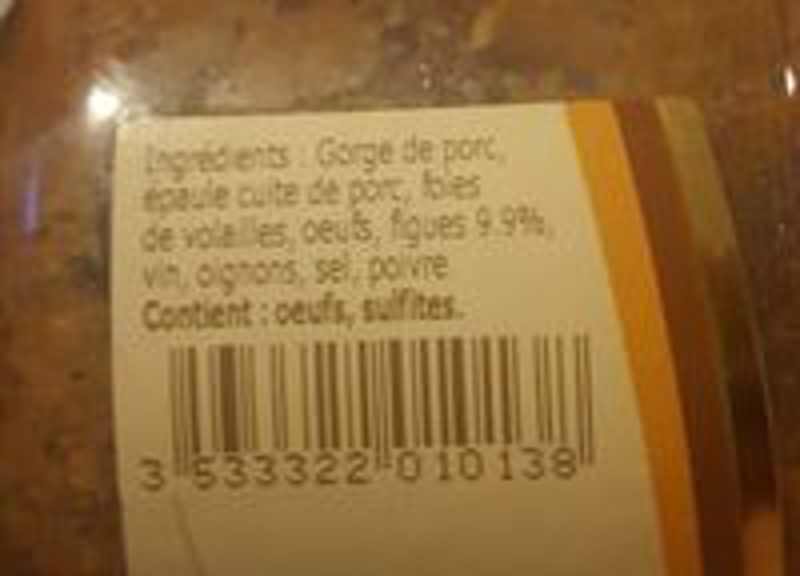 Ingrédients : Gorge de porc,
épaule cuite de porc, foies
de volailles, oeufs, figues 9.9%,
vin, oignons, sel, poivre
Contient : oeufs, sulfites.
3 533322 010138